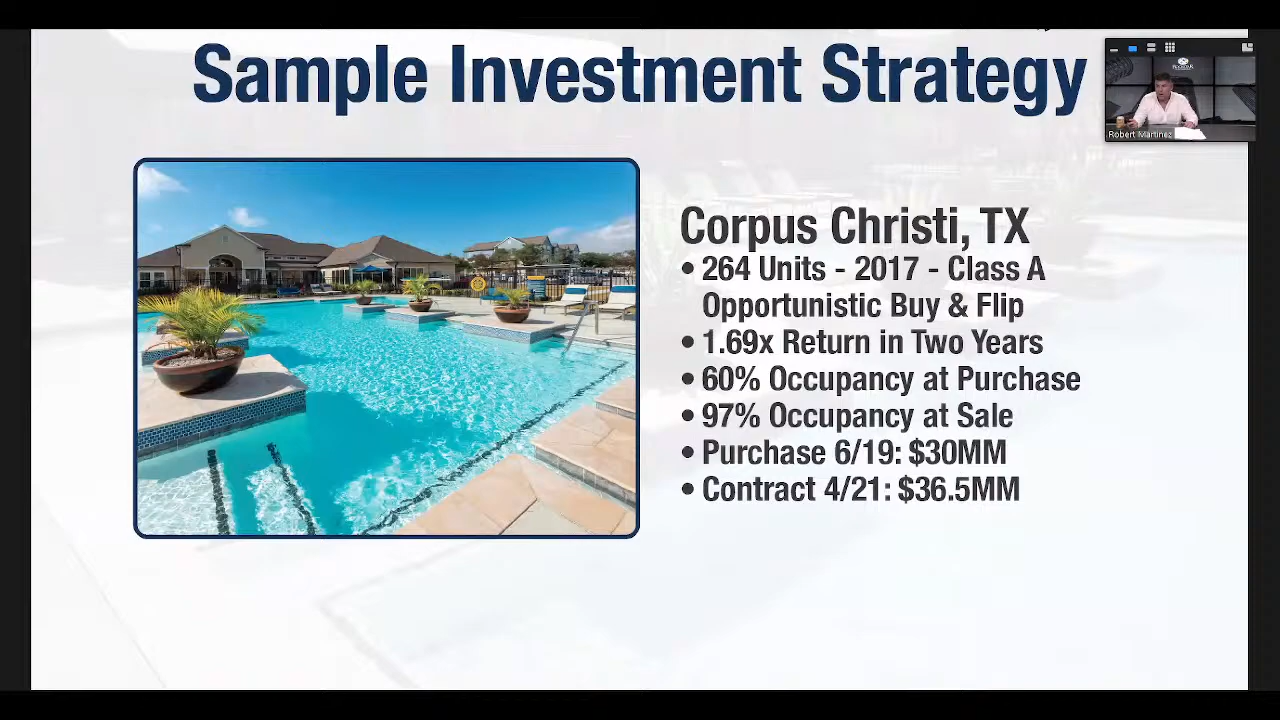 Sample Investment Strategy
Robert Martinez
Corpus Christi, TX
• 264 Units - 2017 - Class A
Opportunistic Buy & Flip
• 1.69x Return in Two Years
• 60% Occupancy at Purchase
• 97% Occupancy at Sale
• Purchase 6/19: $30MM
• Contract 4/21: $36.5MM